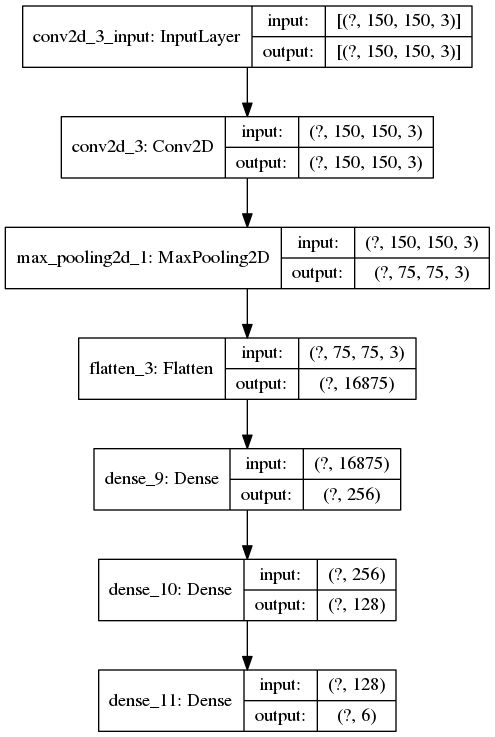 conv2d_3_input: InputLayer
input: [(?, 150, 150, 3)]
output: [(?, 150, 150, 3)]
conv2d_3: Conv2D
input: (?, 150, 150, 3)
output: (?, 150, 150, 3)
max_pooling2d_1: MaxPooling2D
input: (?, 150, 150, 3)
output: (?, 75, 75, 3)
flatten_3: Flatten
input: (?, 75, 75, 3)
output: (?, 16875)
dense_9: Dense
input: (?, 16875)
output: (?, 256)
dense_10: Dense
input: (?, 256)
output: (?, 128)
dense_11: Dense
input: (?, 128)
output: (?, 6)